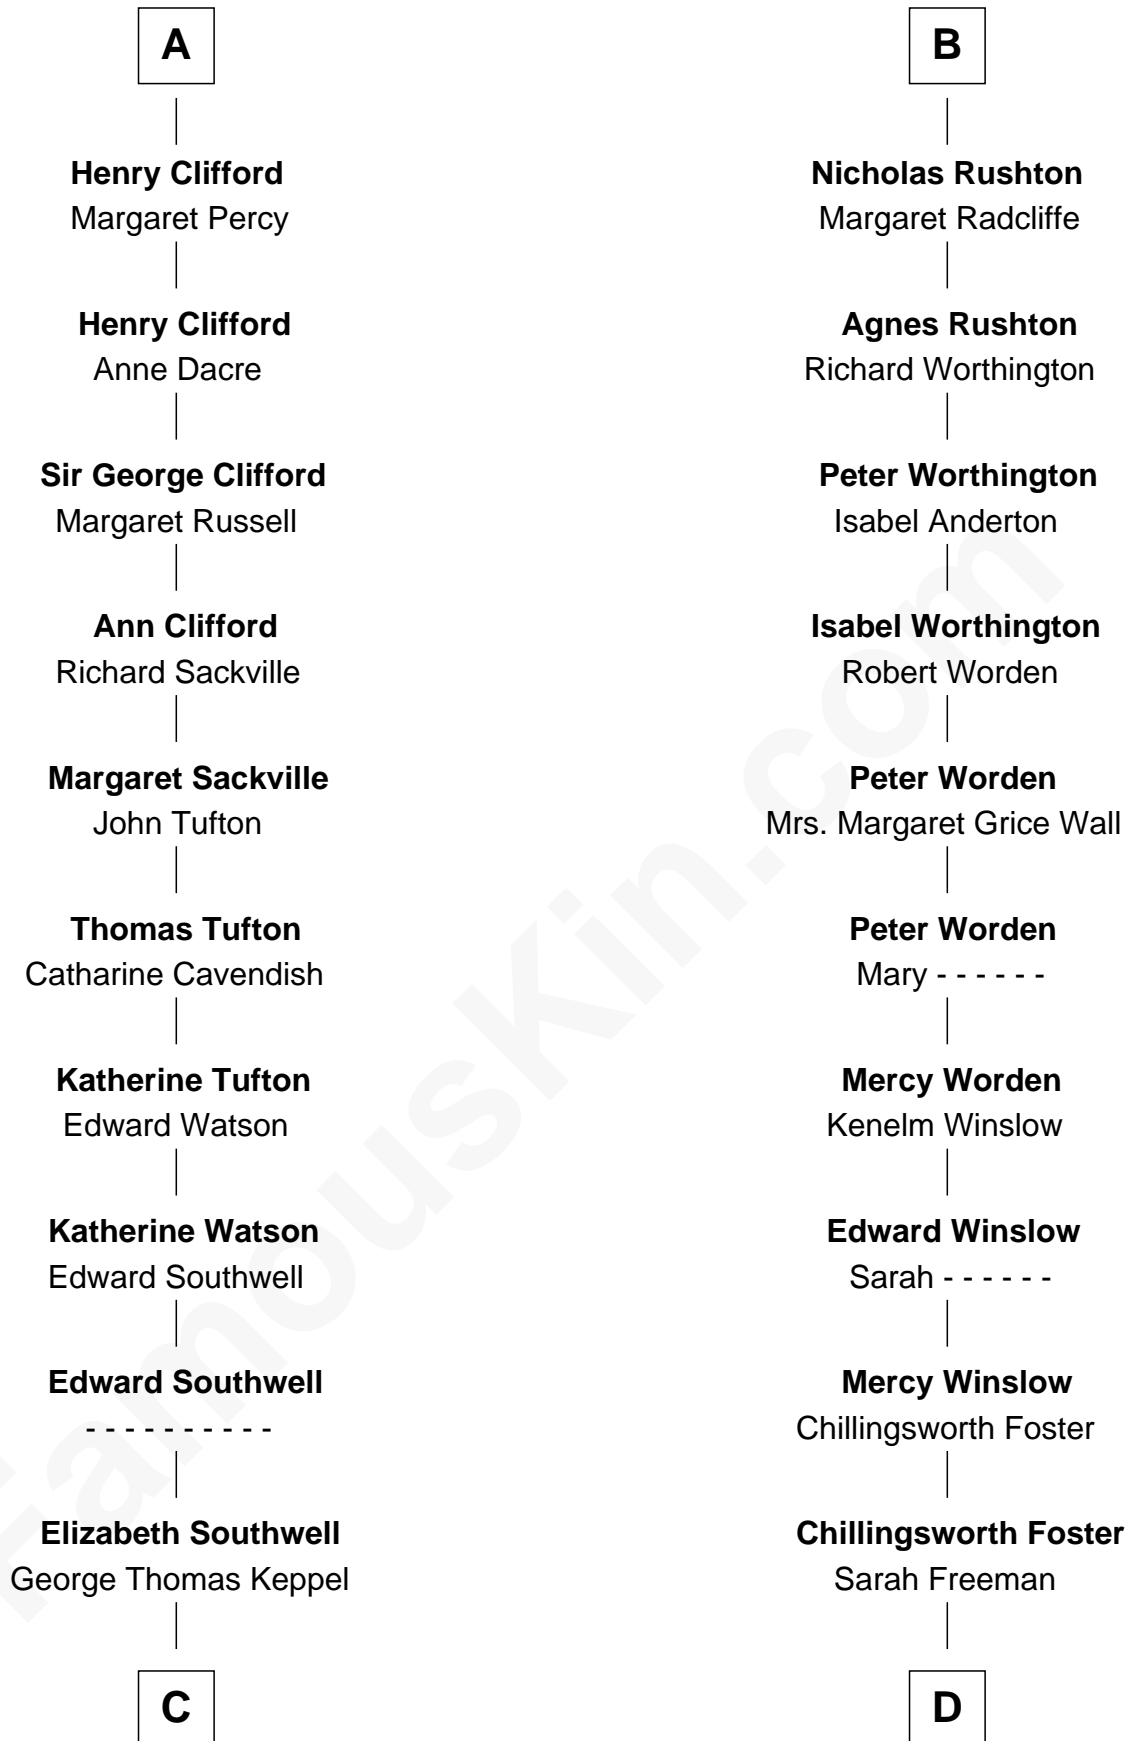 A
Henry Clifford
Margaret Percy
Henry Clifford
Anne Dacre
Sir George Clifford
Margaret Russell
Ann Clifford
Richard Sackville
Margaret Sackville
John Tufton
Thomas Tufton
Catharine Cavendish
Katherine Tufton
Edward Watson
Katherine Watson
Edward Southwell
Edward Southwell
- - - - - - - - - -
Elizabeth Southwell
George Thomas Keppel
C
B
Nicholas Rushton
Margaret Radcliffe
Agnes Rushton
Richard Worthington
Peter Worthington
Isabel Anderton
Isabel Worthington
Robert Worden
Peter Worden
Mrs. Margaret Grice Wall
Peter Worden
Mary - - - - - -
Mercy Worden
Kenelm Winslow
Edward Winslow
Sarah - - - - - -
Mercy Winslow
Chillingsworth Foster
Chillingsworth Foster
Sarah Freeman
D
FamousKin.com